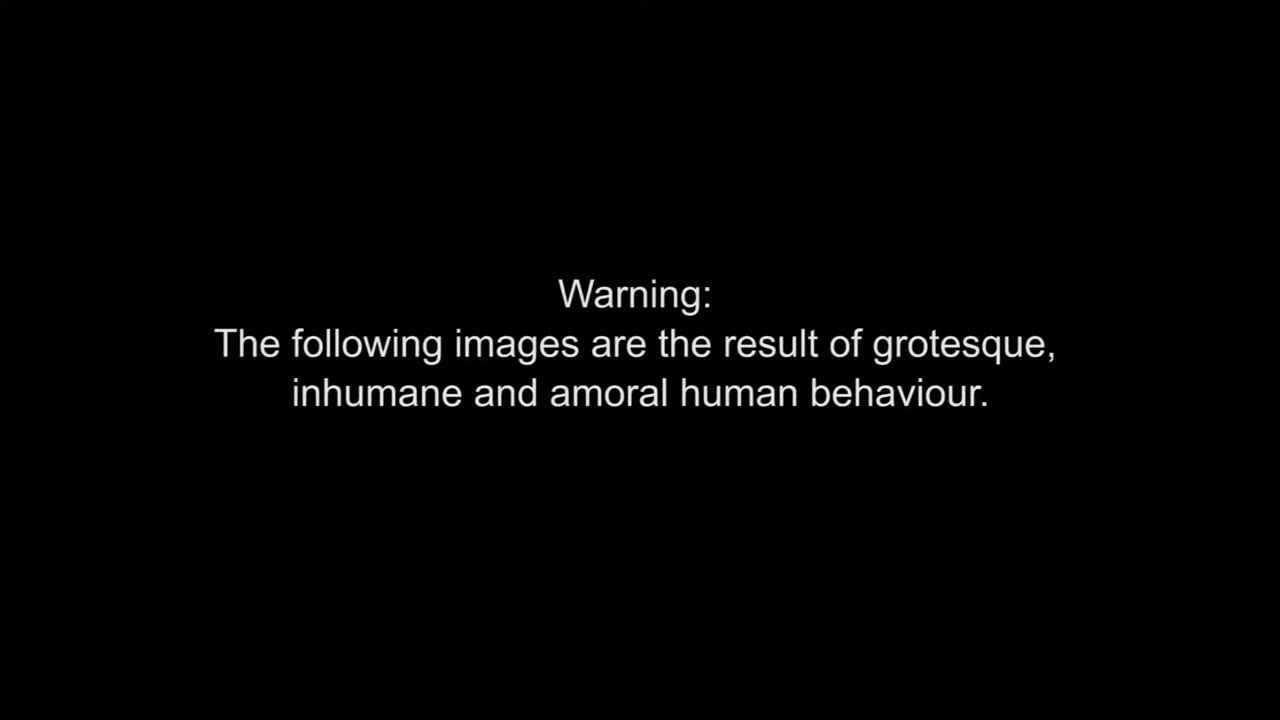 Warning:
The following images are the result of grotesque,
inhumane and amoral human behaviour.